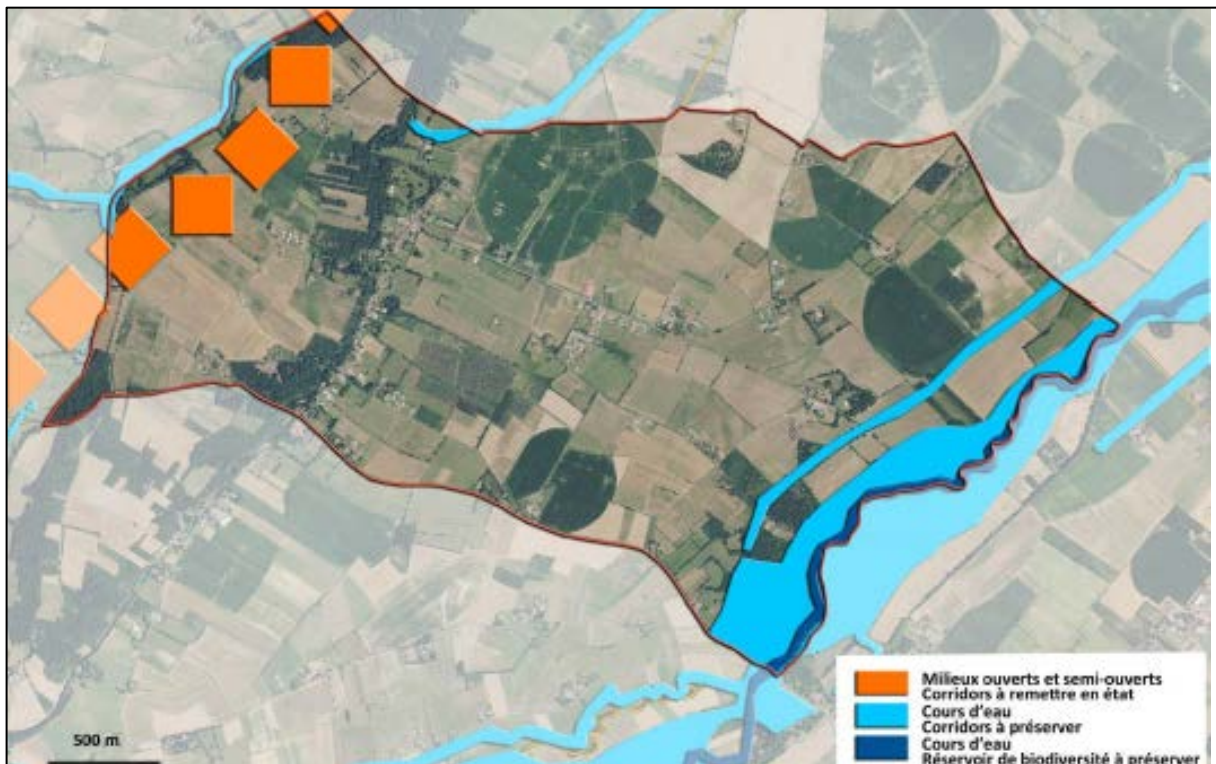 500 m
Milieux ouverts et semi-ouverts
Corridors à remettre en état
Cours d'eau
Corridors à préserver
Cours d'eau
Réservoir de biodiversité à préserver